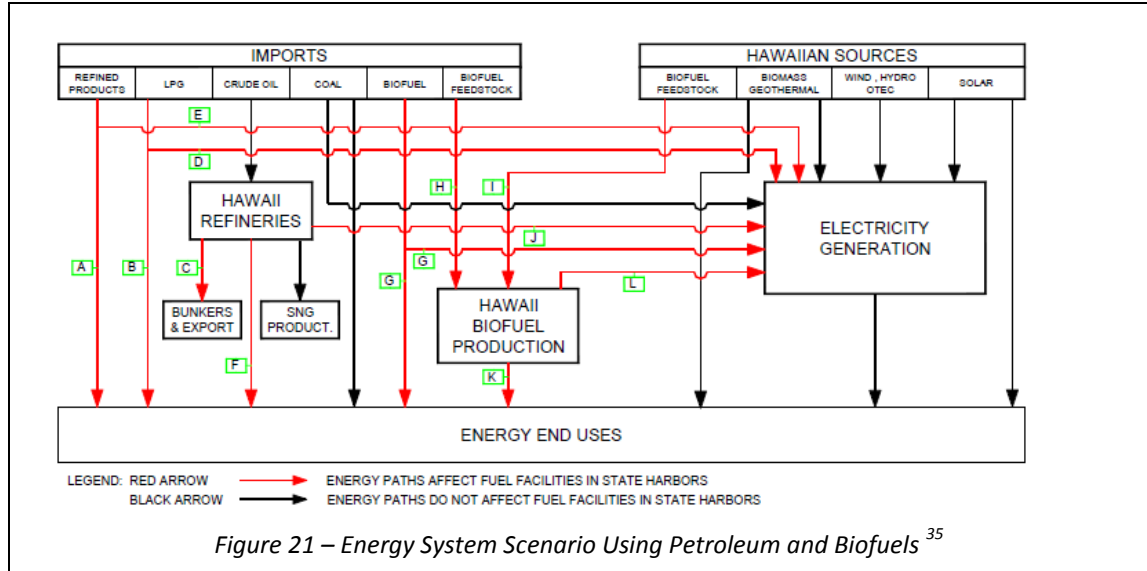 IMPORTS
HAWAIIAN SOURCES
REFINED
PRODUCTS
LPG
CRUDE OIL
COAL
BIOFUEL
BIOFUEL
FEEDSTOCK
BIOFUEL
FEEDSTOCK
BIOMASS
GEOTHERMAL
WIND , HYDRO
OTEC
SOLAR
E
D
H
I
HAWAII
REFINERIES
ELECTRICITY
GENERATION
J
A
B
C
G
G
L
BUNKERS
& EXPORT
SNG
PRODUCT.
HAWAII
BIOFUEL
PRODUCTION
F
K
ENERGY END USES
LEGEND: RED ARROW ENERGY PATHS AFFECT FUEL FACILITIES IN STATE HARBORS
BLACK ARROW ENERGY PATHS DO NOT AFFECT FUEL FACILITIES IN STATE HARBORS
Figure 21 – Energy System Scenario Using Petroleum and Biofuels 35